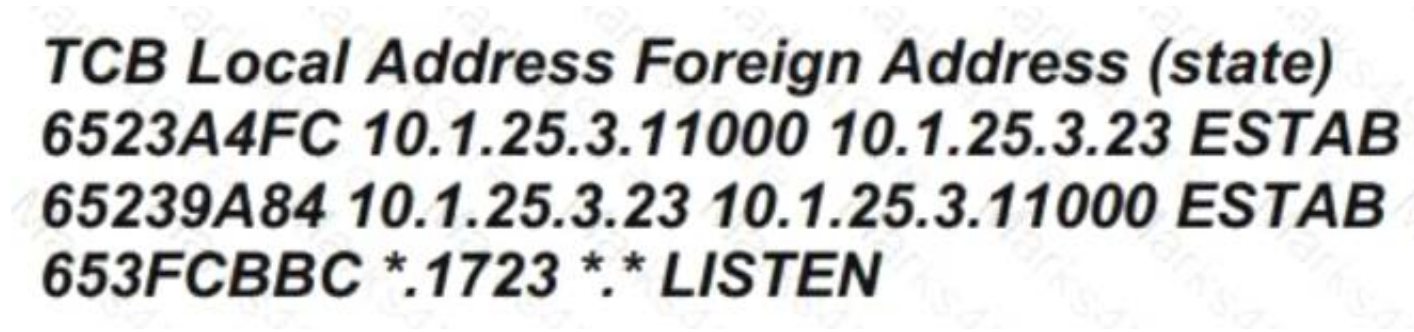 TCB Local Address Foreign Address (state)
6523A4FC 10.1.25.3.11000 10.1.25.3.23 ESTAB
65239A84 10.1.25.3.23 10.1.25.3.11000 ESTAB
653FCBBC *.1723 *.* LISTEN